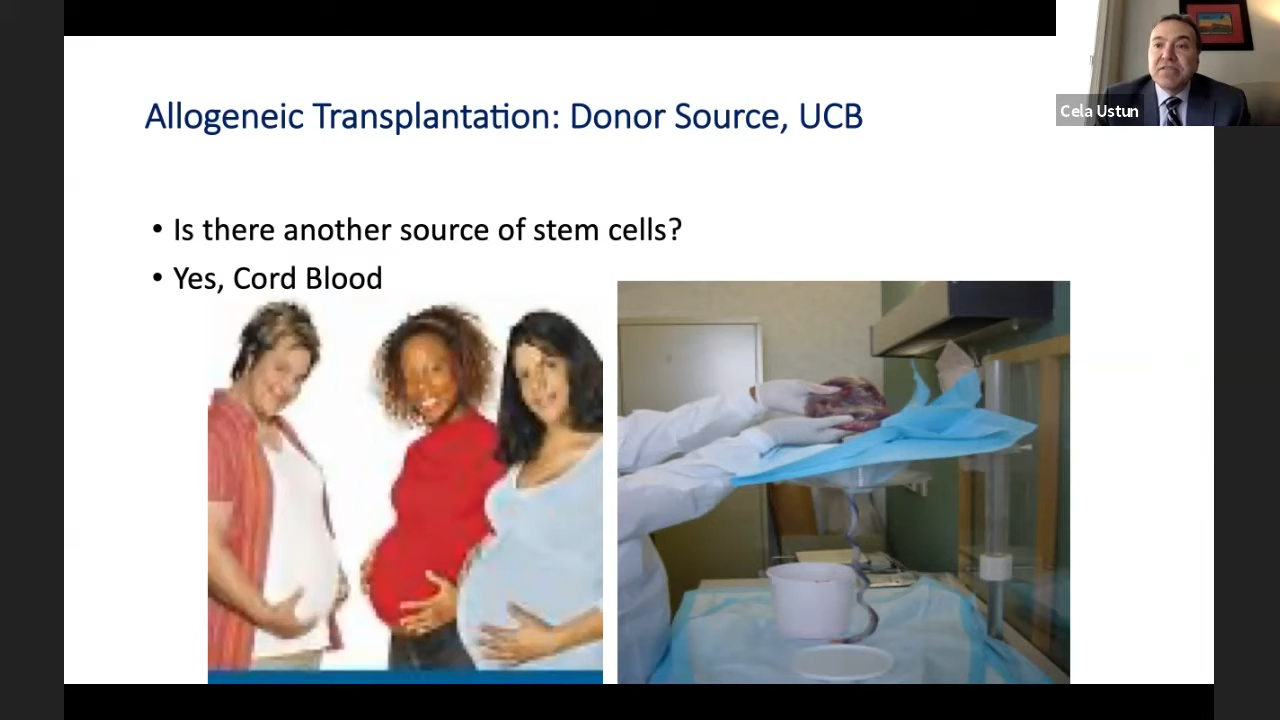 Allogeneic Transplantation: Donor Source, UCB
Cela Ustun
• Is there another source of stem cells?
• Yes, Cord Blood